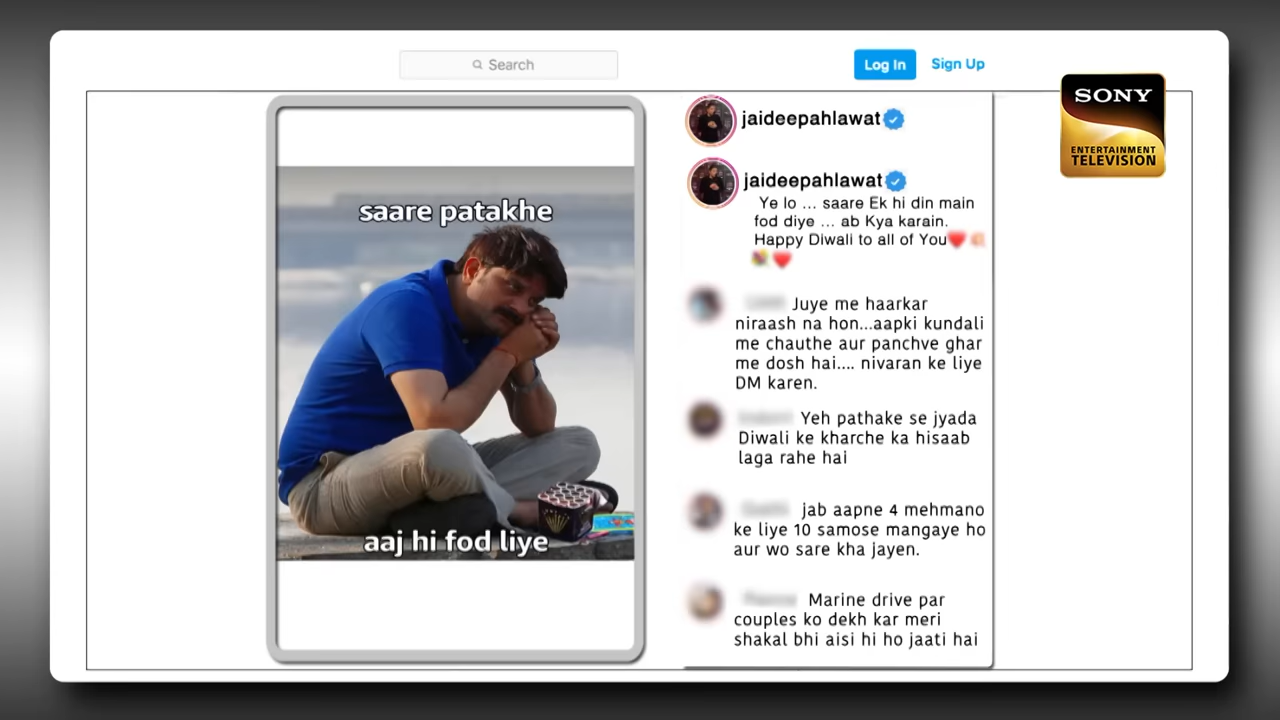 Search
Log In
Sign Up
SONY
ENTERTAINMENT
TELEVISION
saare patakhe
aaj hi fod liye
jaideepahlawat
jaideepahlawat
Ye lo ... saare Ek hi din main
fod diye ... ab Kya karain.
Happy Diwali to all of You
Juye me haarkar
niraash na hon...aapki kundali
me chauthe aur panchve ghar
me dosh hai.... nivaran ke liye
DM karen.
Yeh pathake se jyada
Diwali ke kharche ka hisaab
laga rahe hai
jab aapne 4 mehmano
ke liye 10 samose mangaye ho
aur wo sare kha jayen.
Marine drive par
couples ko dekh kar meri
shakal bhi aisi hi ho jaati hai